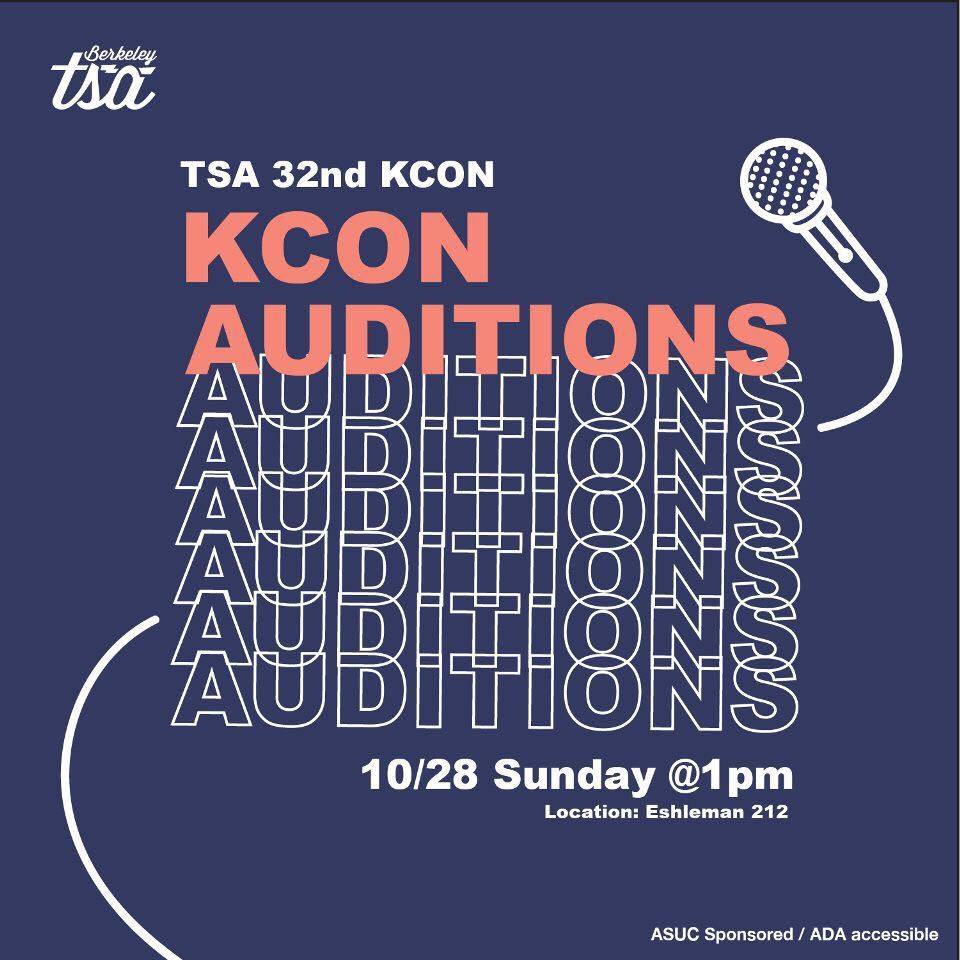 Berkeley
tsa
TSA 32nd KCON
KCON
AUDITIONS
AUDITIONS
AUDITIONS
AUDITIONS
AUDITIONS
AUDITIONS
AUDITIONS
10/28 Sunday @1pm
Location: Eshleman 212
ASUC Sponsored / ADA accessible